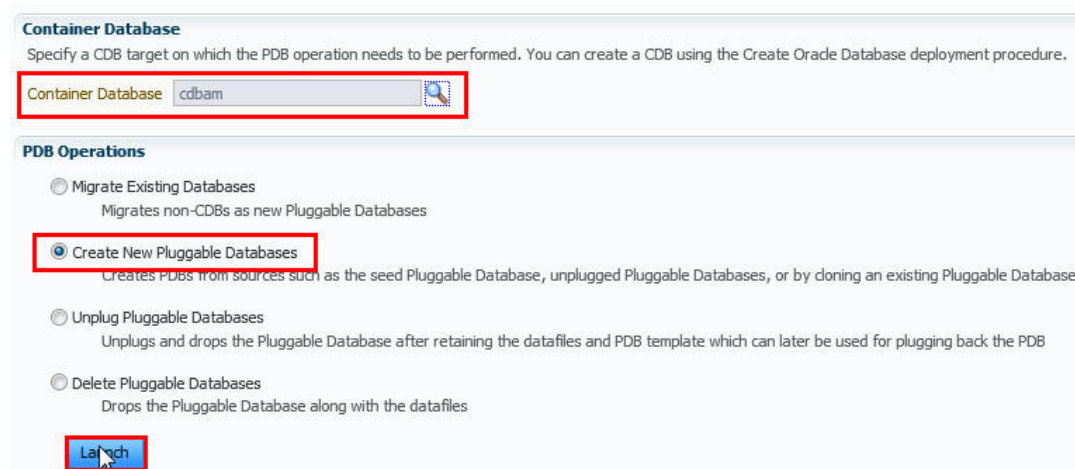 Container Database
Specify a CDB target on which the PDB operation needs to be performed. You can create a CDB using the Create Oracle Database deployment procedure.
Container Database cdbam
PDB Operations
Migrate Existing Databases
Migrates non-CDBs as new Pluggable Databases
Create New Pluggable Databases
Creates PDBs from sources such as the seed Pluggable Database, unplugged Pluggable Databases, or by cloning an existing Pluggable Database
Unplug Pluggable Databases
Unplugs and drops the Pluggable Database after retaining the datafiles and PDB template which can later be used for plugging back the PDB
Delete Pluggable Databases
Drops the Pluggable Database along with the datafiles
Launch